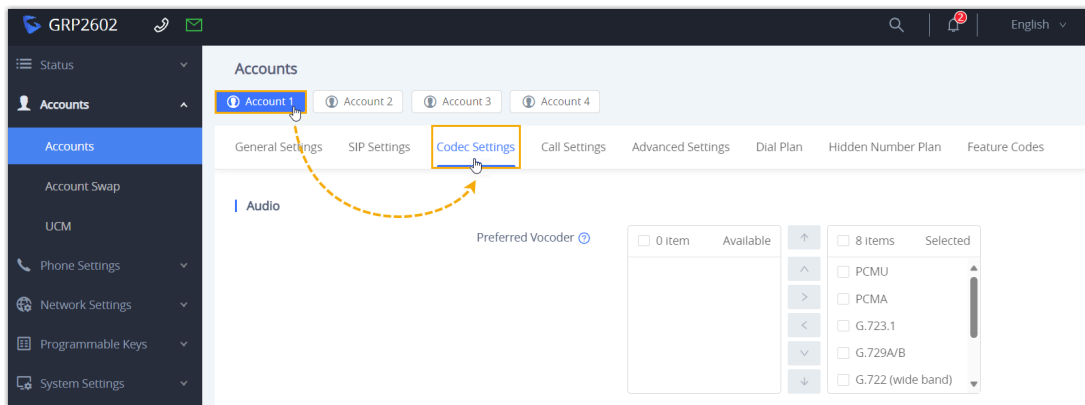 GRP2602
2
English
Status
Accounts
Accounts
Account Swap
UCM
Phone Settings
Network Settings
Programmable Keys
System Settings
Accounts
Account 1 Account 2 Account 3 Account 4
General Settings SIP Settings Codec Settings Call Settings Advanced Settings Dial Plan Hidden Number Plan Feature Codes
Audio
Preferred Vocoder ?
0 item Available
8 items Selected
PCMU
PCMA
G.723.1
G.729A/B
G.722 (wide band)